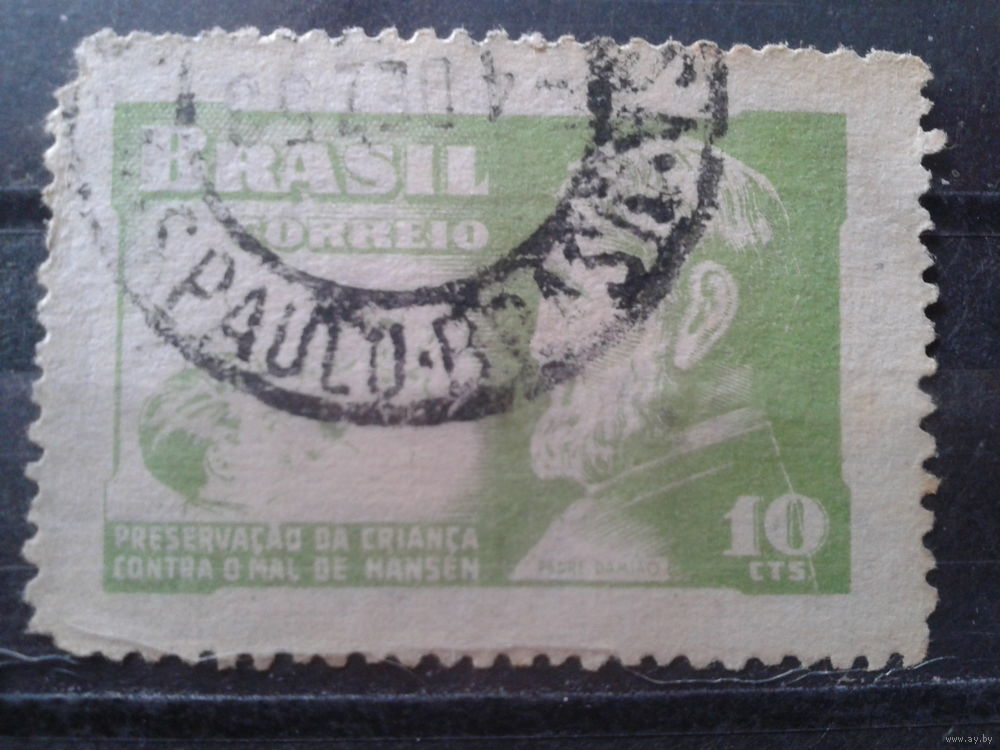 BRASIL
CORREIO
S. PAULO · B
PRESERVAÇÃO DA CRIANÇA
CONTRA O MAL DE HANSEN
PADRE DAMIÃO
10
CTS
www.ay.by